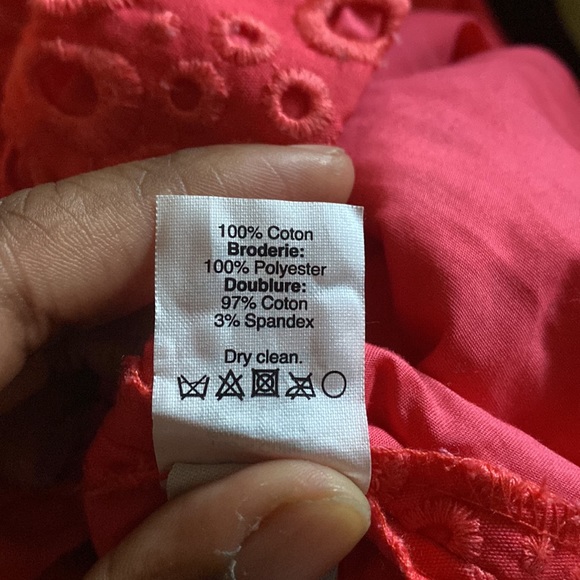 100% Coton
Broderie:
100% Polyester
Doublure:
97% Coton
3% Spandex
Dry clean.